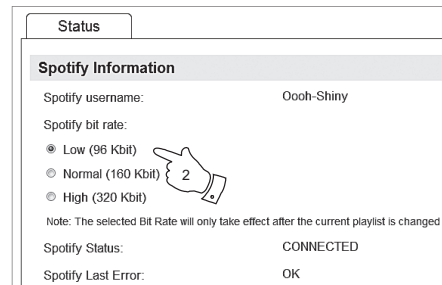 Status
Spotify Information
Spotify username: Oooh-Shiny
Spotify bit rate:
Low (96 Kbit)
Normal (160 Kbit)
2
High (320 Kbit)
Note: The selected Bit Rate will only take effect after the current playlist is changed
Spotify Status: CONNECTED
Spotify Last Error: OK